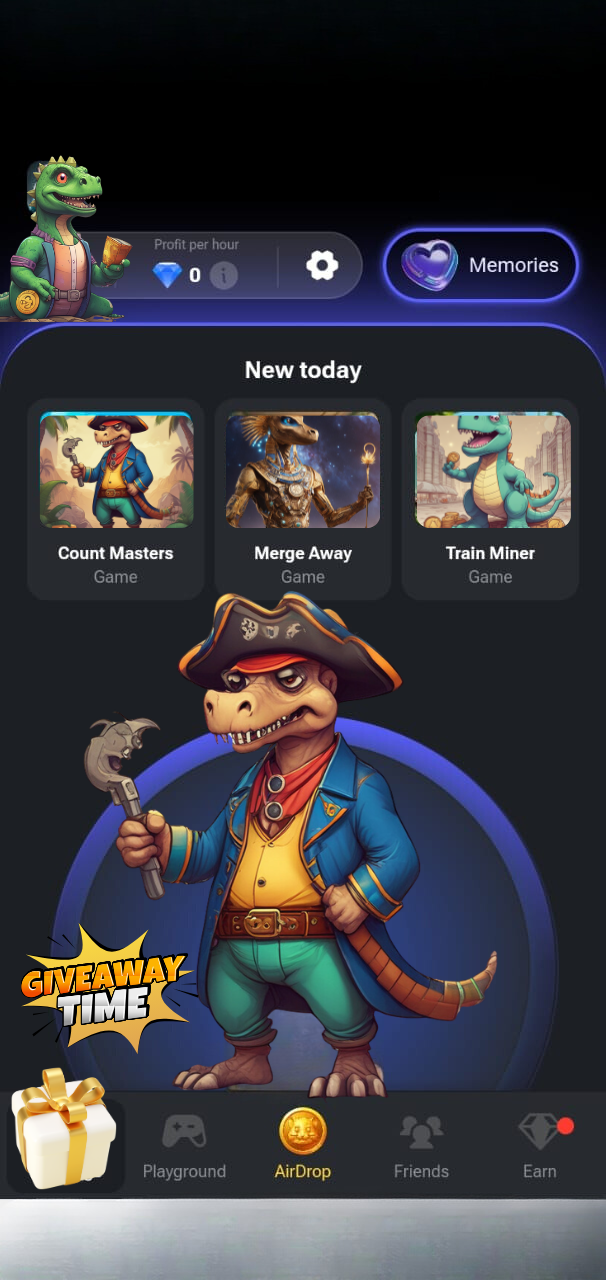 Profit per hour
0
i
Memories
New today
Count Masters
Merge Away
Train Miner
Game
Game
Game
GIVEAWAY
TIME
Playground
AirDrop
Friends
Earn